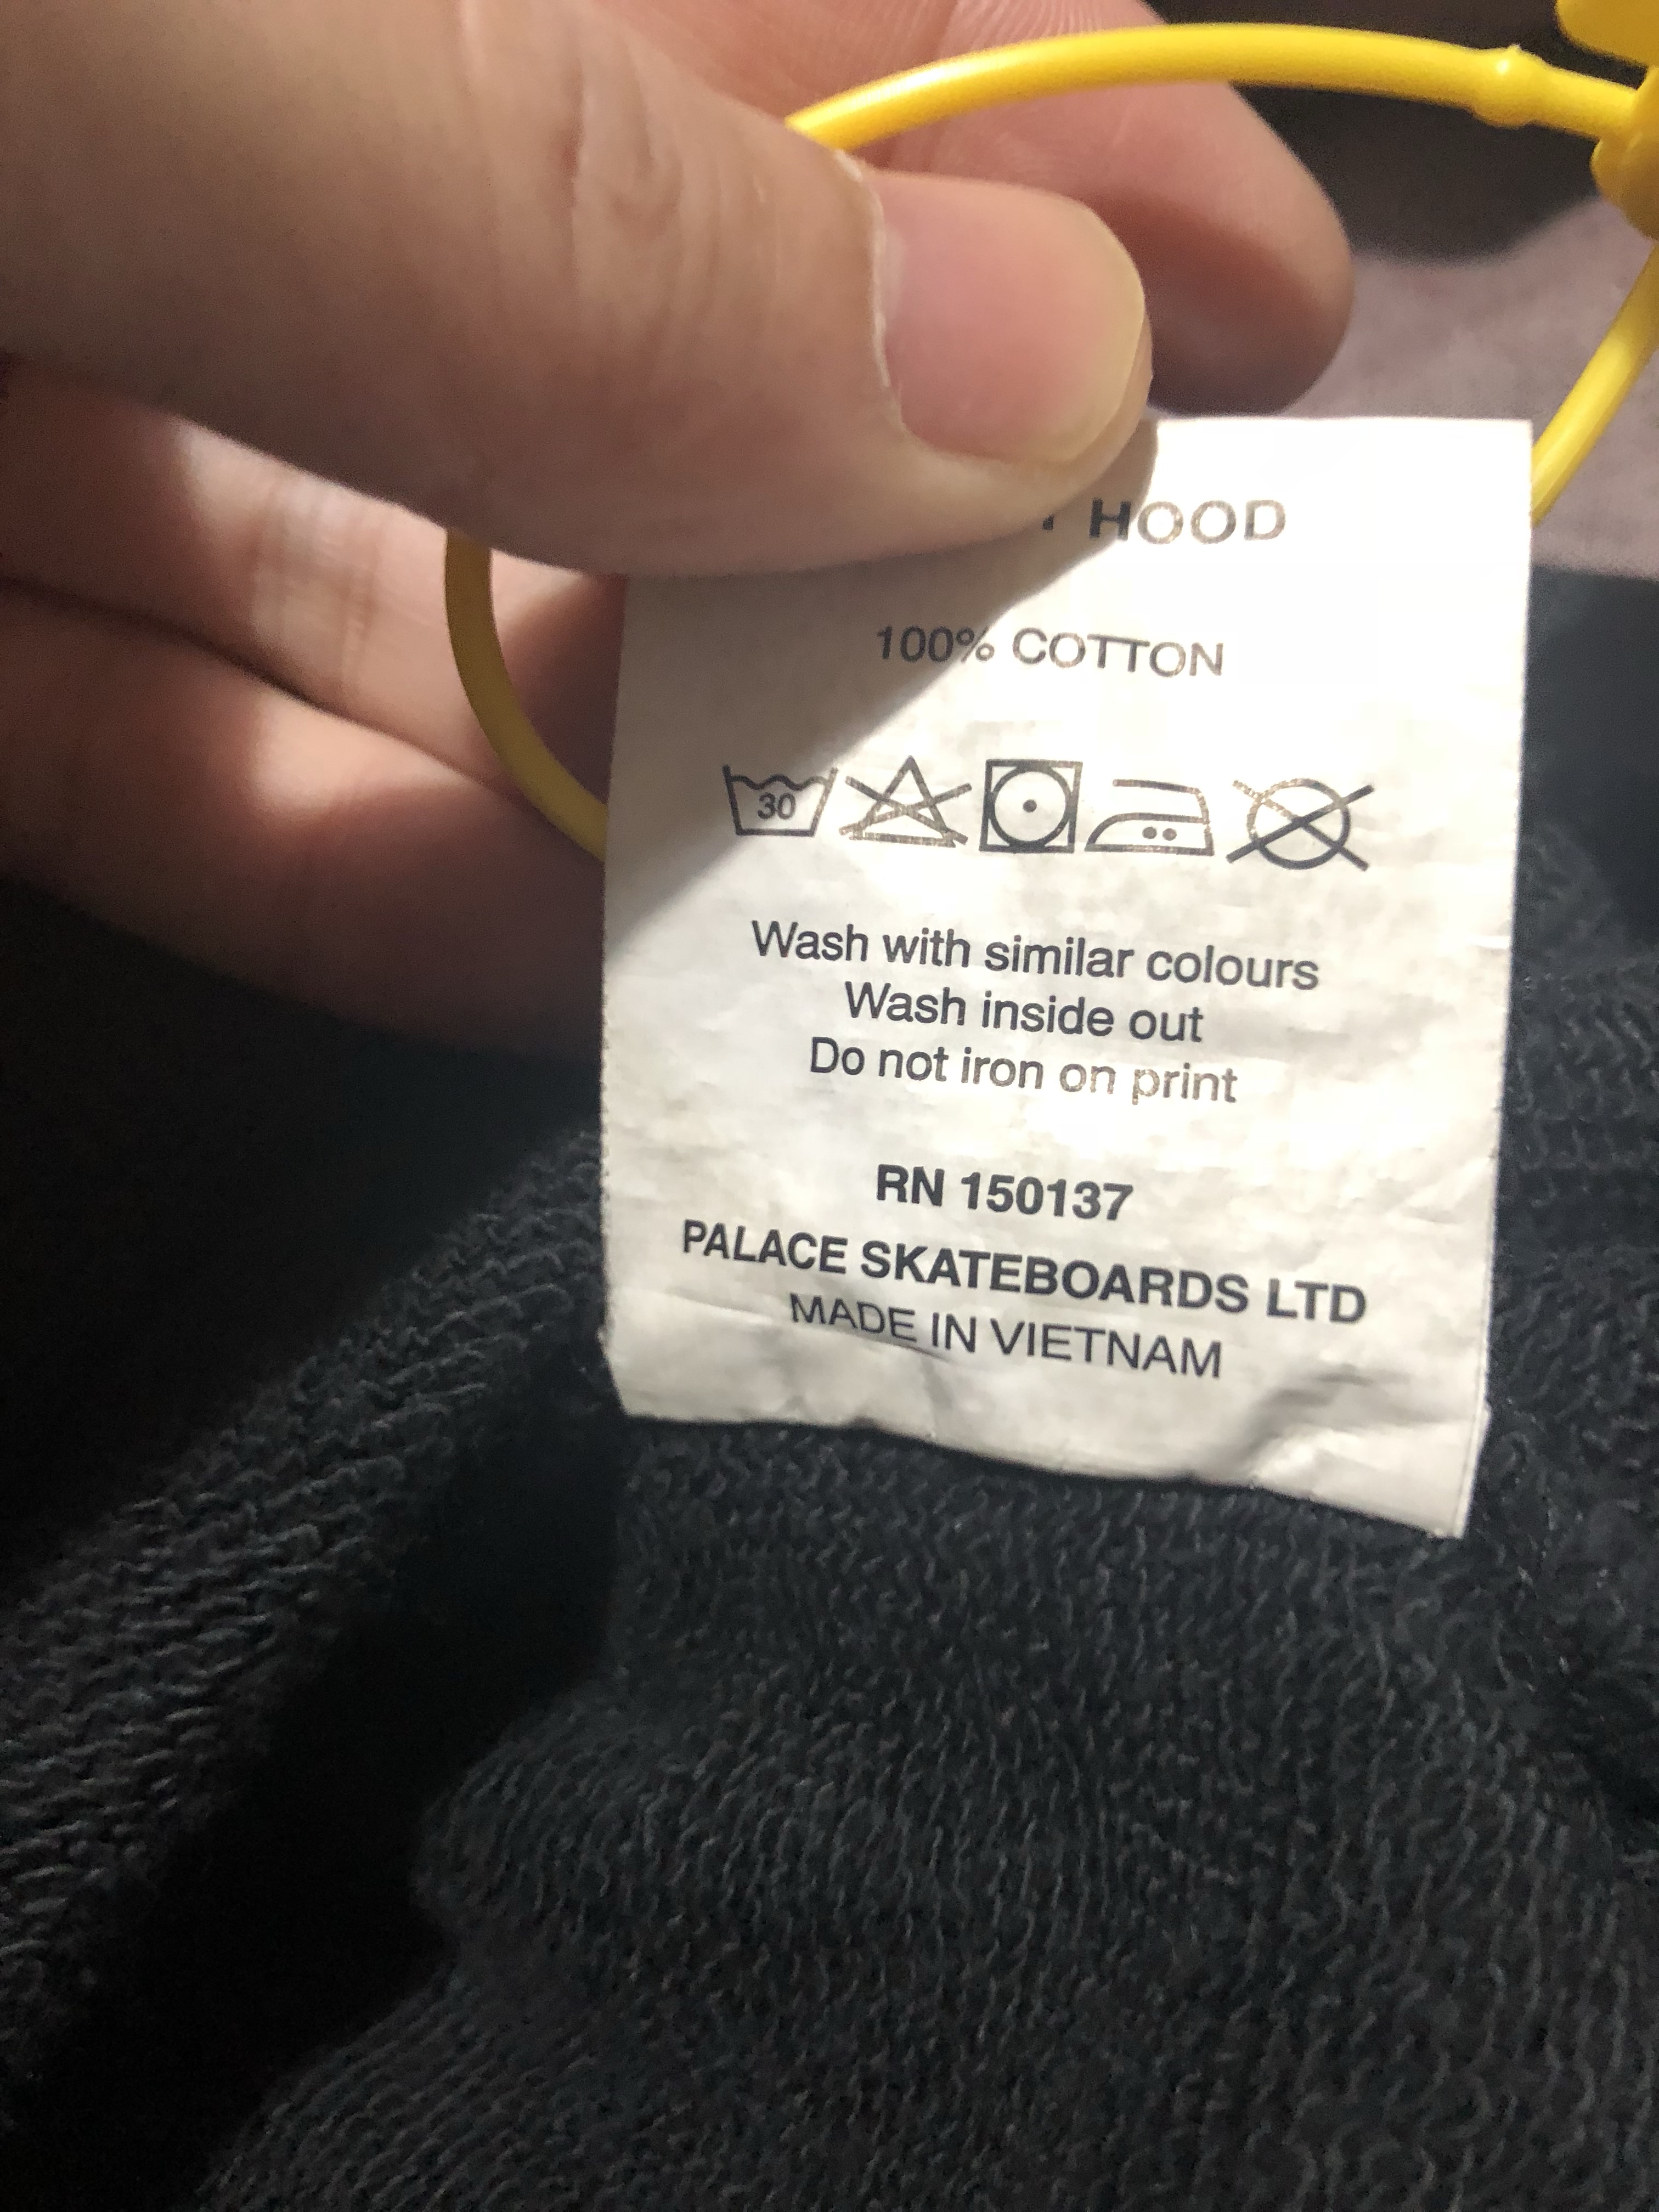 HOOD
100% COTTON
30
Wash with similar colours
Wash inside out
Do not iron on print
RN 150137
PALACE SKATEBOARDS LTD
MADE IN VIETNAM